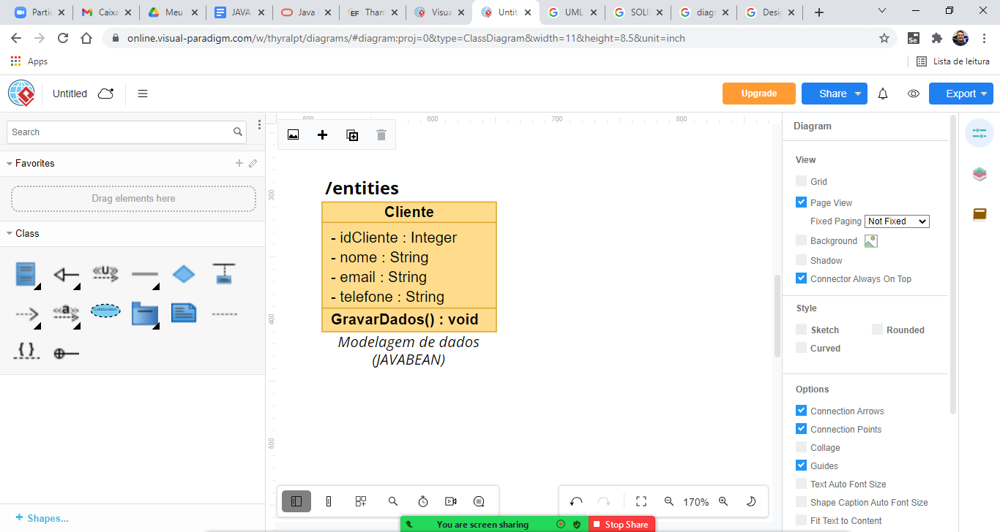 Partic
Caixa
Meu
JAVA
Java
Than
Visua
Untit
UML
SOLI
diagr
Desig
online.visual-paradigm.com/w/thyralpt/diagrams/#diagram:proj=0&type=ClassDiagram&width=11&height=8.5&unit=inch
Apps
Lista de leitura
Untitled
Upgrade
Share
Export
Search
Favorites
Drag elements here
Class
«U»
«a»
Collaboration
{ }
Shapes...
500
600
700
800
300
400
500
/entities
Cliente
- idCliente : Integer
- nome : String
- email : String
- telefone : String
GravarDados() : void
Modelagem de dados
(JAVABEAN)
170%
You are screen sharing
Stop Share
Diagram
View
Grid
Page View
Fixed Paging Not Fixed
Background
Shadow
Connector Always On Top
Style
Sketch Rounded
Curved
Options
Connection Arrows
Connection Points
Collage
Guides
Text Auto Font Size
Shape Caption Auto Font Size
Fit Text to Content